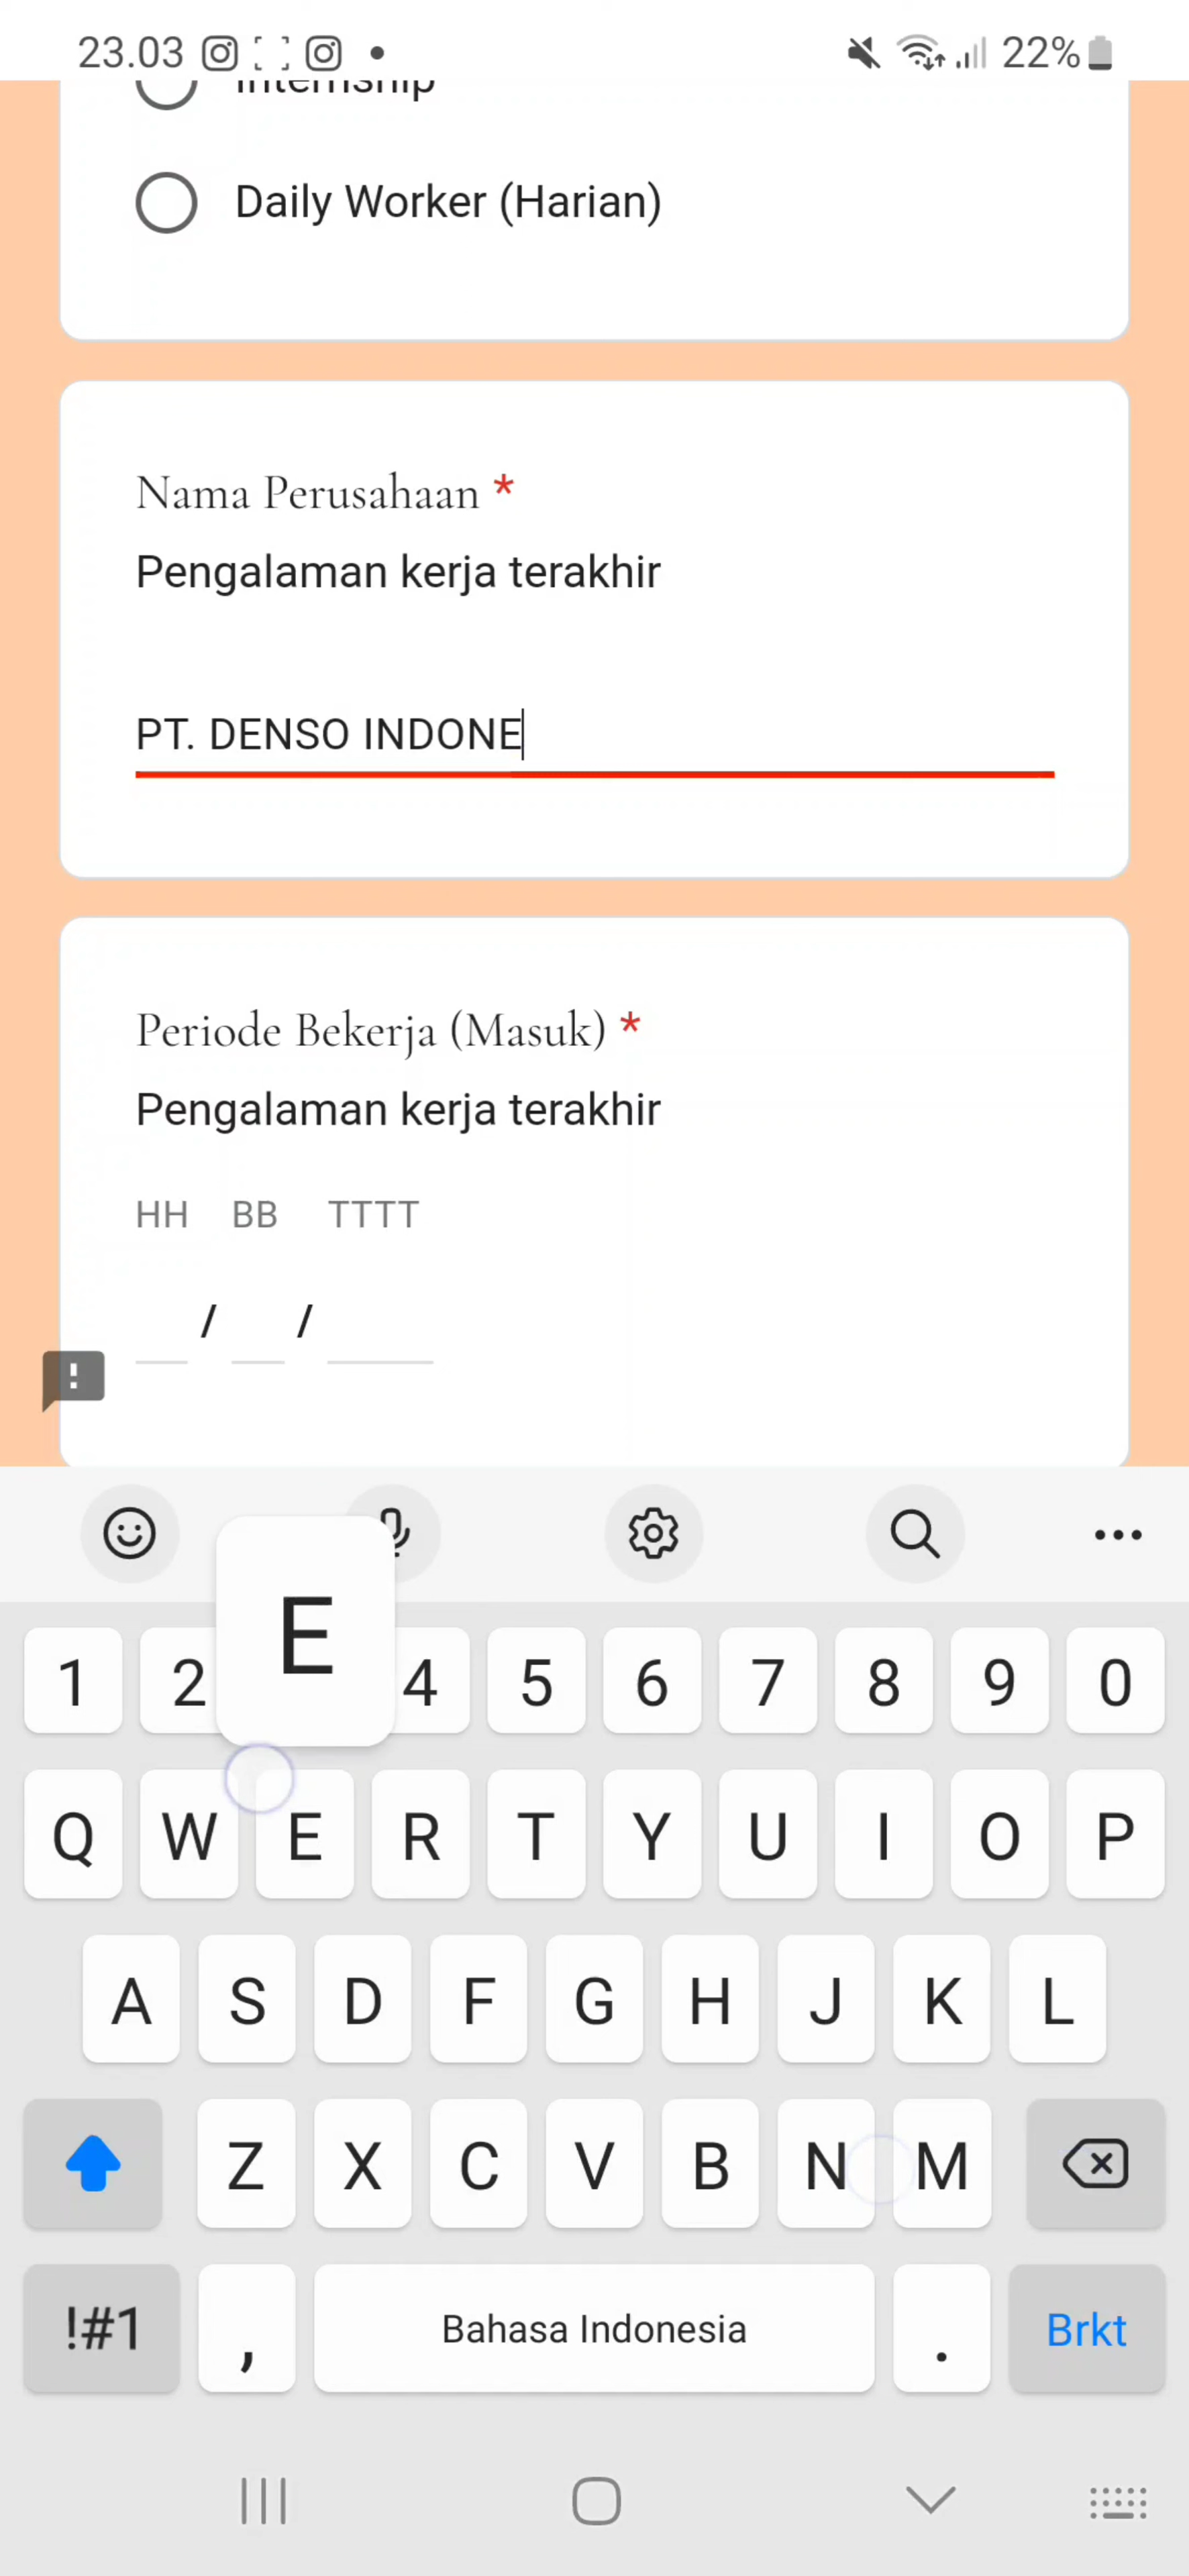 23.03
22%
Internship
Daily Worker (Harian)
Nama Perusahaan *
Pengalaman kerja terakhir
PT. DENSO INDONE
Periode Bekerja (Masuk) *
Pengalaman kerja terakhir
HH BB TTTT
/ /
!
E
1 2 4 5 6 7 8 9 0
Q W E R T Y U I O P
A S D F G H J K L
Z X C V B N M
!#1 , Bahasa Indonesia . Brkt